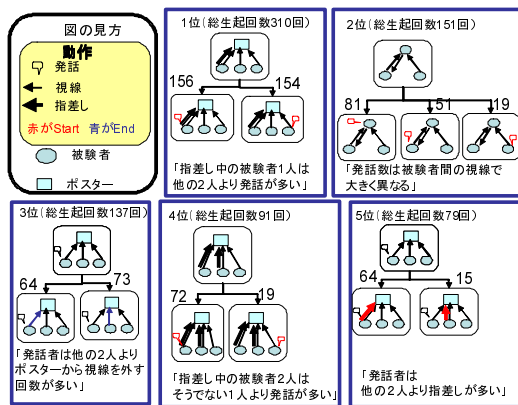 図の見方
動作
発話
視線
指差し
赤がStart 青がEnd
被験者
ポスター
1位(総生起回数310回)
156
154
「指差し中の被験者1人は
他の2人より発話が多い」
2位(総生起回数151回)
81
51
19
「発話数は被験者間の視線で
大きく異なる」
3位(総生起回数137回)
64
73
「発話者は他の2人より
ポスターから視線を外す
回数が多い」
4位(総生起回数91回)
72
19
「指差し中の被験者2人は
そうでない1人より発話が多い」
5位(総生起回数79回)
64
15
「発話者は
他の2人より指差しが多い」